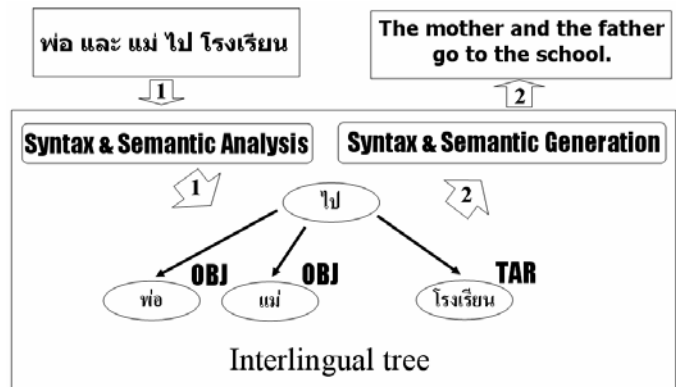 พ่อ และ แม่ ไป โรงเรียน
The mother and the father
go to the school.
1
2
Syntax & Semantic Analysis
Syntax & Semantic Generation
1
2
ไป
OBJ
OBJ
TAR
พ่อ
แม่
โรงเรียน
Interlingual tree